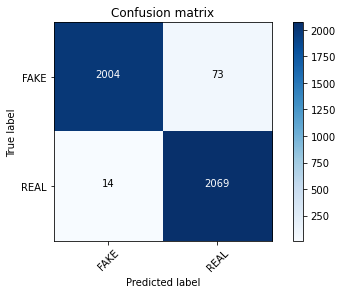 Confusion matrix
True label
FAKE
2004
73
REAL
14
2069
FAKE
REAL
Predicted label
2000
1750
1500
1250
1000
750
500
250